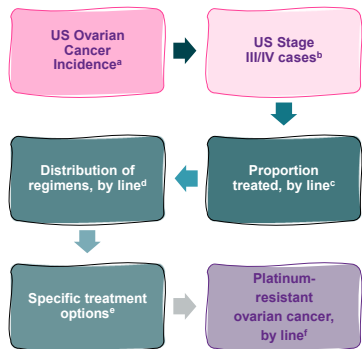 US Ovarian
Cancer
Incidenceᵃ
US Stage
III/IV casesᵇ
Distribution of
regimens, by lineᵈ
Proportion
treated, by lineᶜ
Specific treatment
optionsᵉ
Platinum-
resistant
ovarian cancer,
by lineᶠ